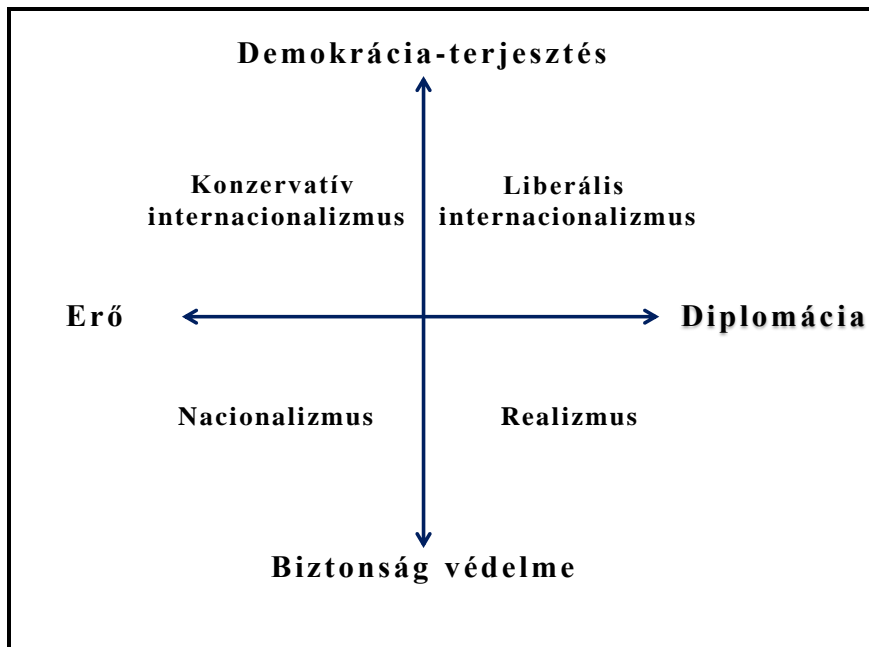 Demokrácia-terjesztés
Konzervatív
internacionalizmus
Liberális
internacionalizmus
Erő
Diplomácia
Nacionalizmus
Realizmus
Biztonság védelme